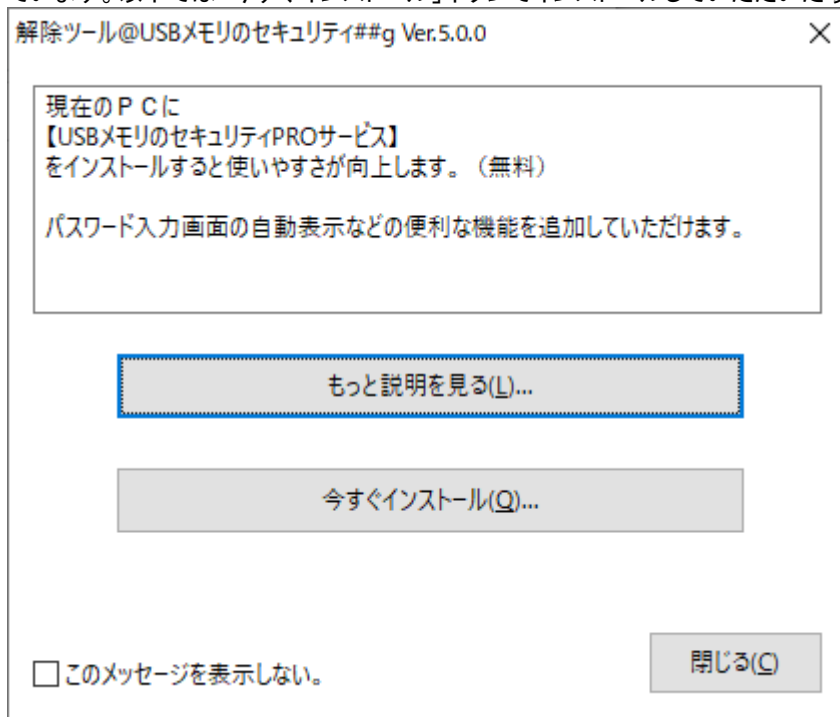 解除ツール@USBメモリのセキュリティ##g Ver.5.0.0
現在のＰＣに
【USBメモリのセキュリティPROサービス】
をインストールすると使いやすさが向上します。（無料）
パスワード入力画面の自動表示などの便利な機能を追加していただけます。
もっと説明を見る(L)...
今すぐインストール(Q)...
このメッセージを表示しない。
閉じる(C)